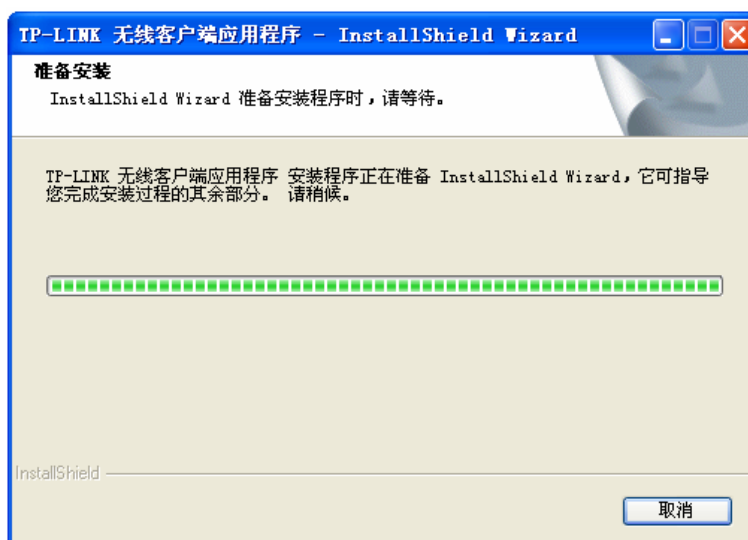 TP-LINK 无线客户端应用程序 - InstallShield Wizard
准备安装
InstallShield Wizard 准备安装程序时，请等待。
TP-LINK 无线客户端应用程序 安装程序正在准备 InstallShield Wizard，它可指导
您完成安装过程的其余部分。 请稍候。
InstallShield
取消